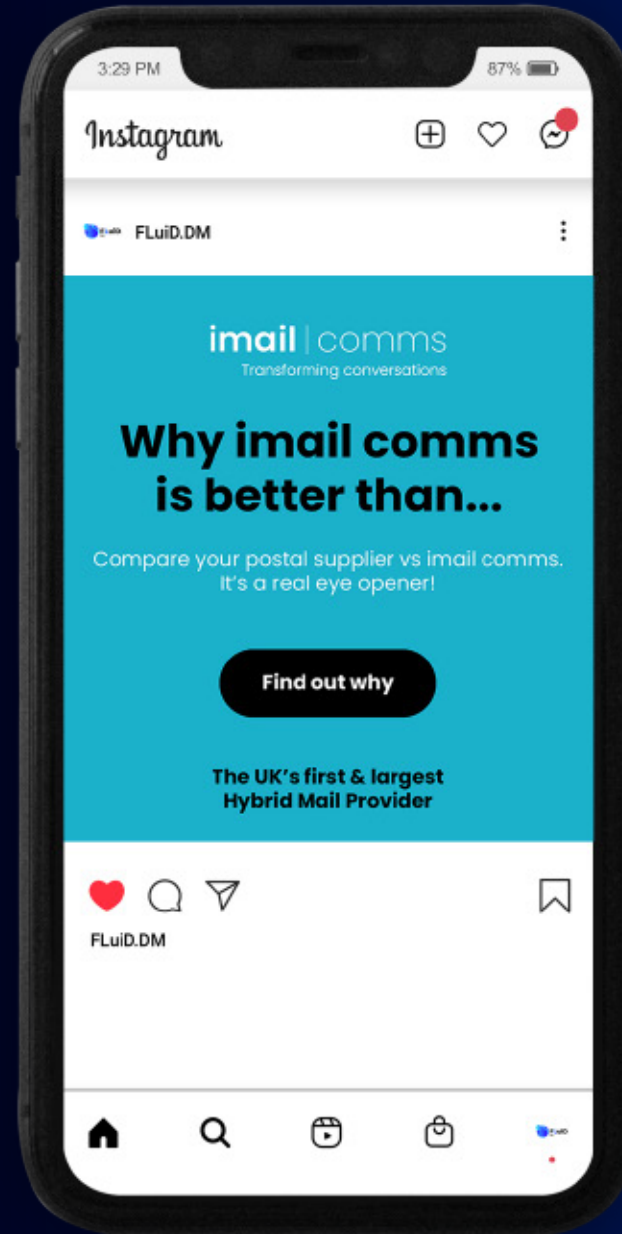 3:29 PM
87%
Instagram
FLuiD.DM
imail | comms
Transforming conversations
Why imail comms
is better than...
Compare your postal supplier vs imail comms.
It's a real eye opener!
Find out why
The UK's first & largest
Hybrid Mail Provider
FLuiD.DM